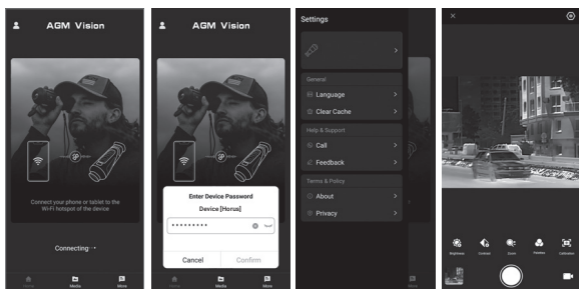 AGM Vision
Connect your phone or tablet to the
Wi-Fi hotspot of the device
Connecting···
Home
Media
More
AGM Vision
Enter Device Password
Device [Horus]
*********
Cancel
Confirm
Media
More
Settings
General
Language
Clear Cache
Help & Support
Call
Feedback
Terms & Policy
About
Privacy
Brightness
Contrast
Zoom
Palettes
Calibration